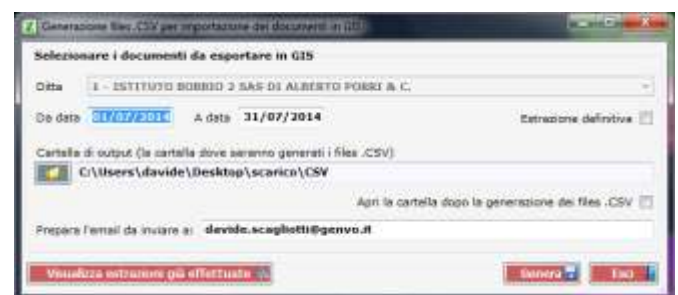 Generazione files .CSV per importazione dei documenti in GIS
Selezionare i documenti da esportare in GIS
Ditta 1 - ISTITUTO BOBBIO 2 SAS DI ALBERTO PORRI & C.
Da data 01/07/2014 A data 31/07/2014 Estrazione definitiva
Cartella di output (la cartella dove saranno generati i files .CSV)
C:\Users\davide\Desktop\scarico\CSV
Apri la cartella dopo la generazione dei files .CSV
Prepara l'email da inviare a: davide.scagliotti@genvo.it
Visualizza estrazioni già effettuate Genera Esci